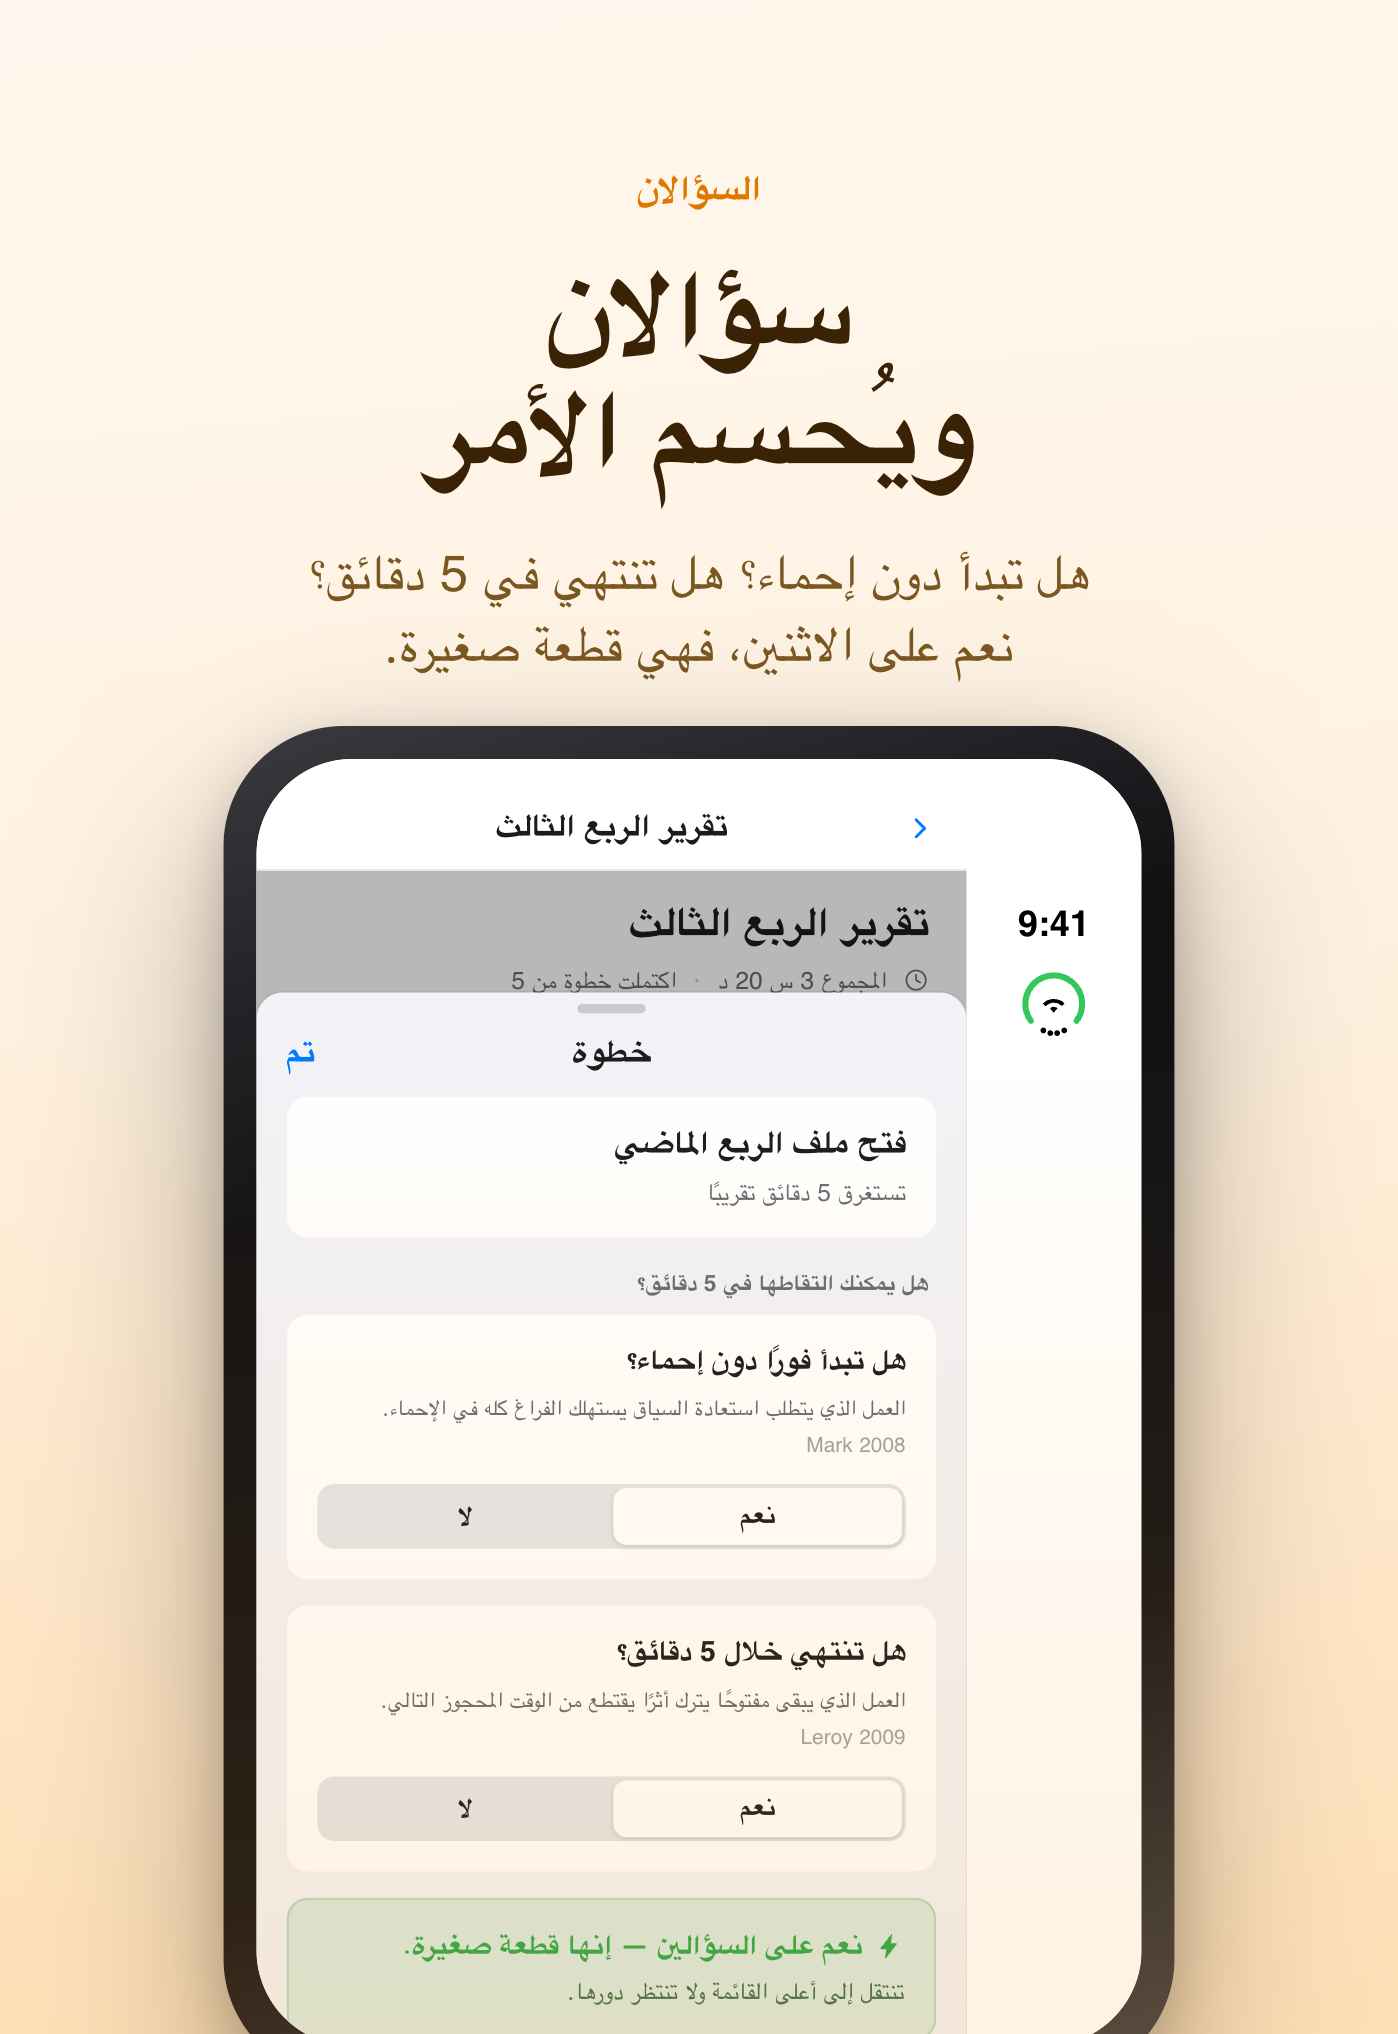 السؤالان
سؤالان
ويُحسم الأمر
هل تبدأ دون إحماء؟ هل تنتهي في 5 دقائق؟
نعم على الاثنين، فهي قطعة صغيرة.
تقرير الربع الثالث
9:41
تقرير الربع الثالث
المجموع 3 س 20 د · اكتملت خطوة من 5
خطوة
تم
فتح ملف الربع الماضي
تستغرق 5 دقائق تقريبًا
هل يمكنك التقاطها في 5 دقائق؟
هل تبدأ فورًا دون إحماء؟
العمل الذي يتطلب استعادة السياق يستهلك الفراغ كله في الإحماء.
Mark 2008
نعم
لا
هل تنتهي خلال 5 دقائق؟
العمل الذي يبقى مفتوحًا يترك أثرًا يقتطع من الوقت المحجوز التالي.
Leroy 2009
نعم
لا
نعم على السؤالين — إنها قطعة صغيرة.
تنتقل إلى أعلى القائمة ولا تنتظر دورها.